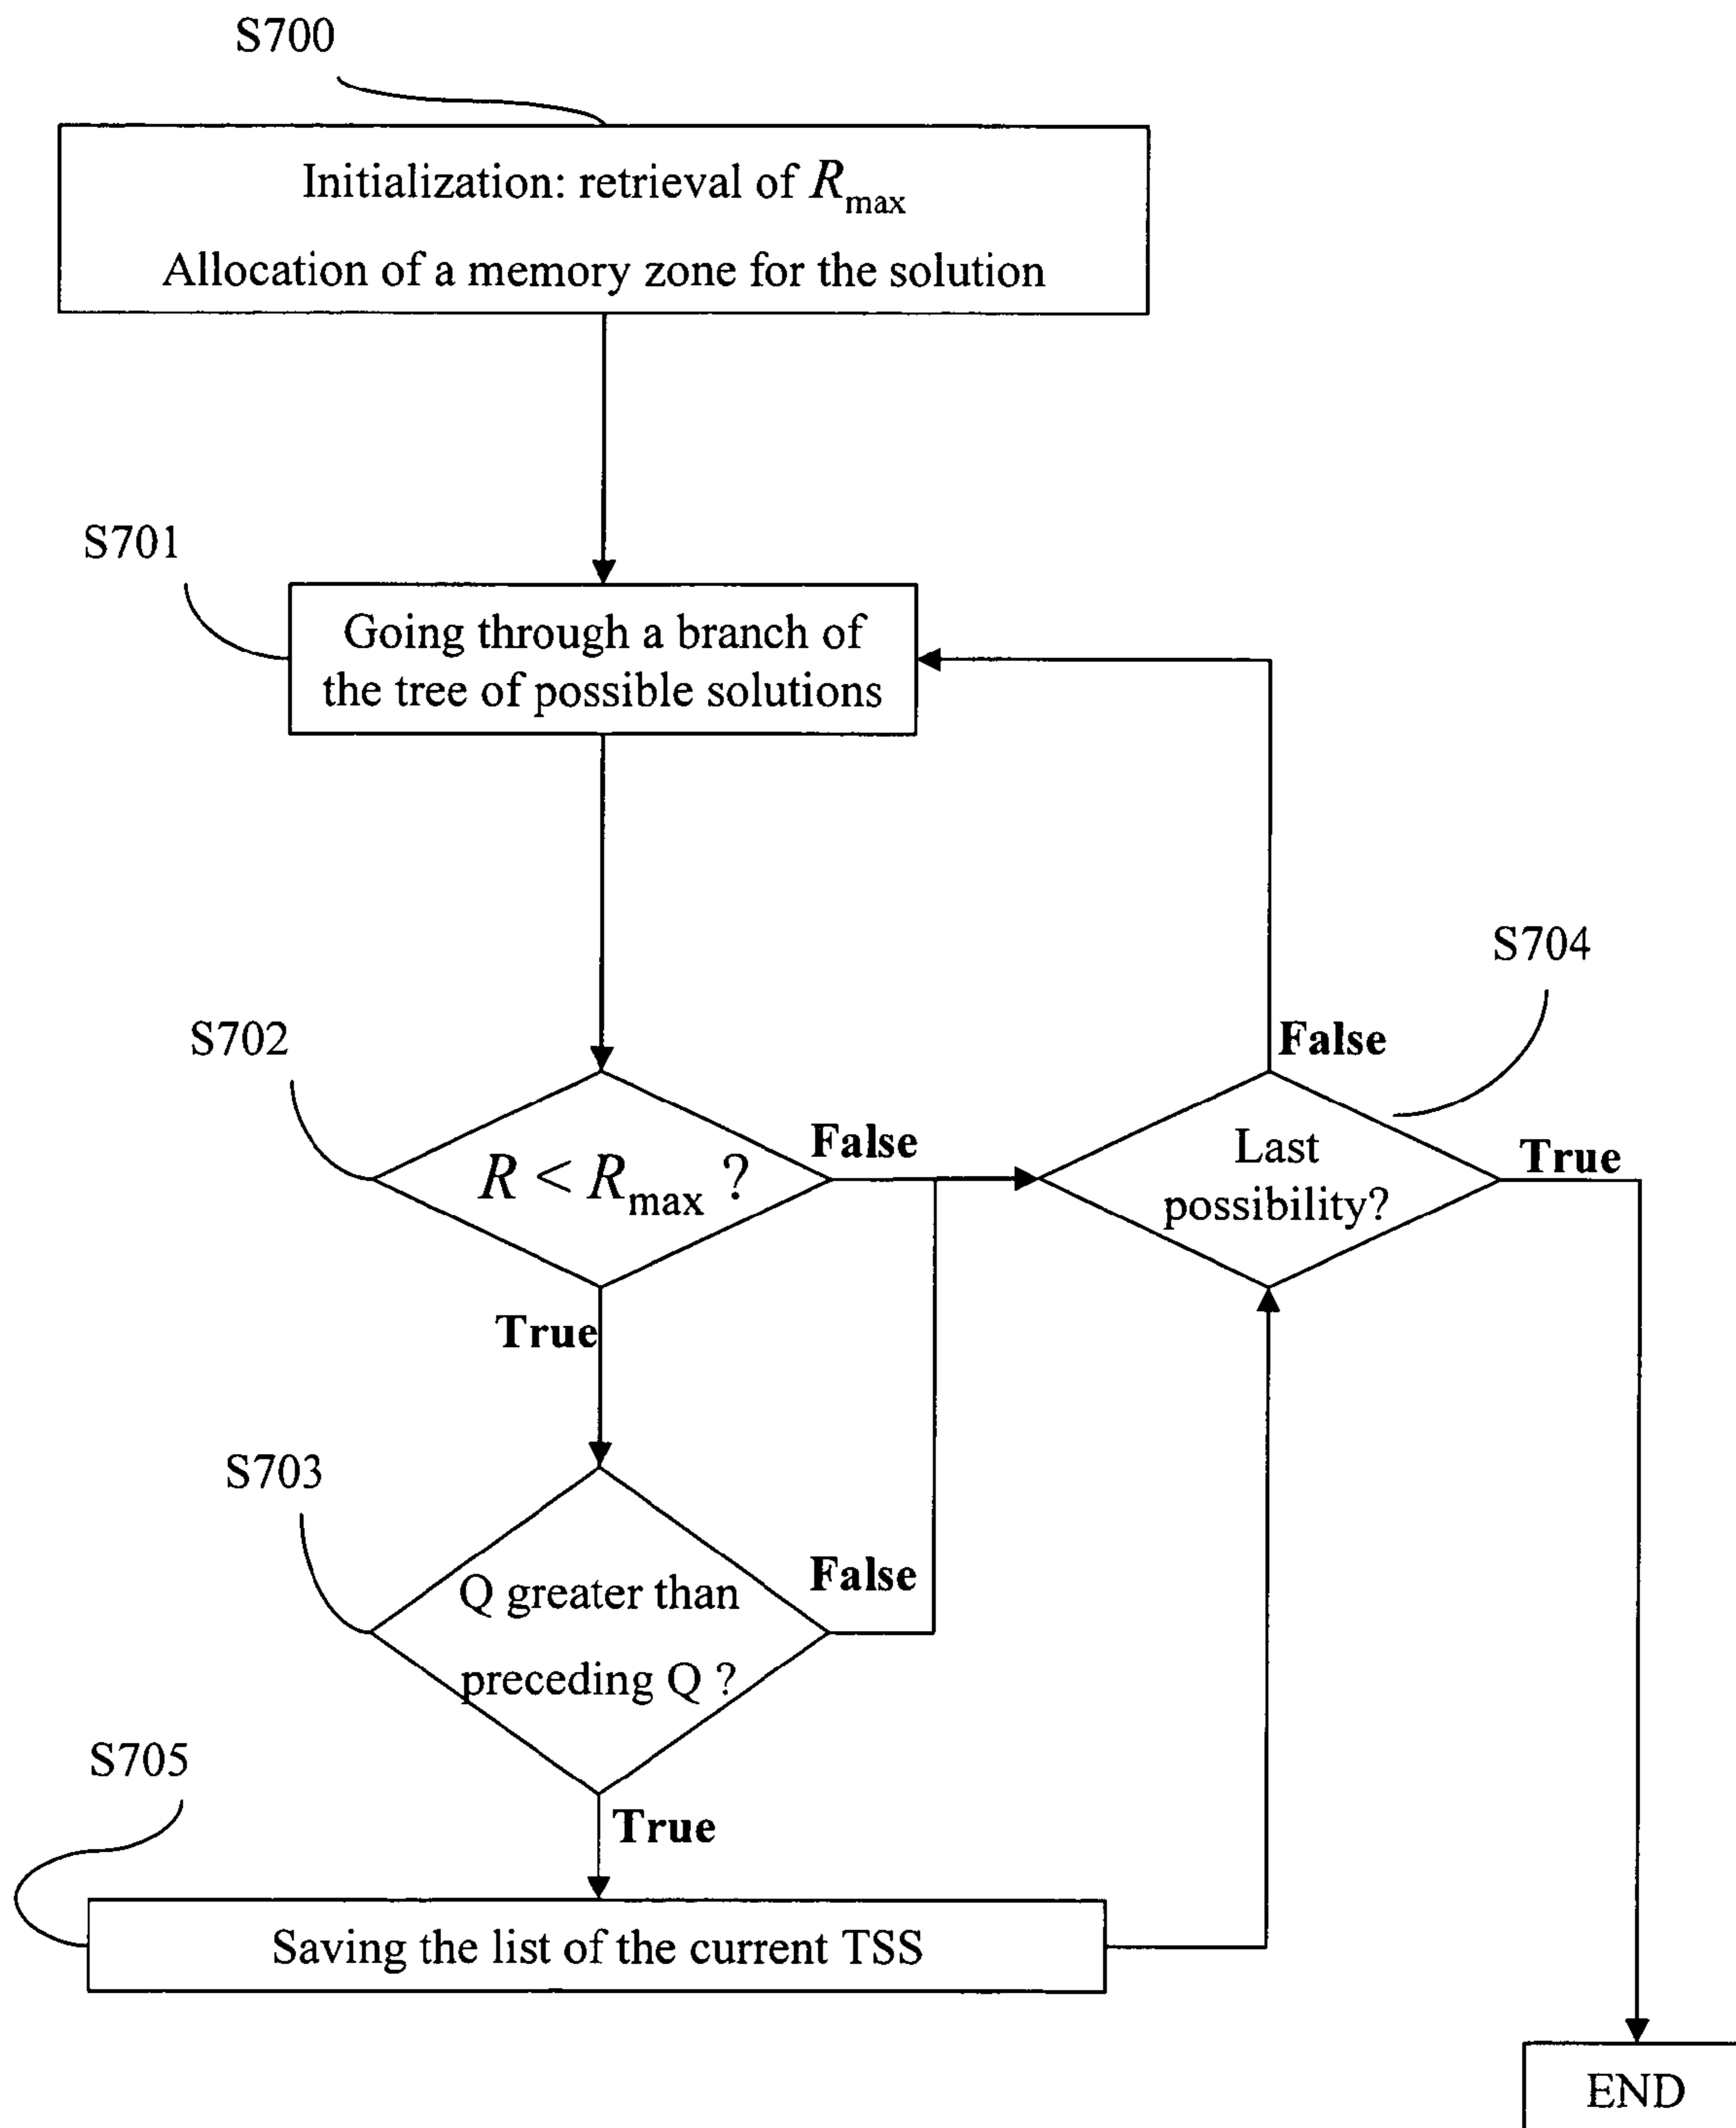 S700
Initialization: retrieval of Rmax
Allocation of a memory zone for the solution
S701
Going through a branch of
the tree of possible solutions
S704
S702
False
False
R < Rmax ?
Last
possibility?
True
True
S703
Q greater than
preceding Q ?
False
S705
True
Saving the list of the current TSS
END